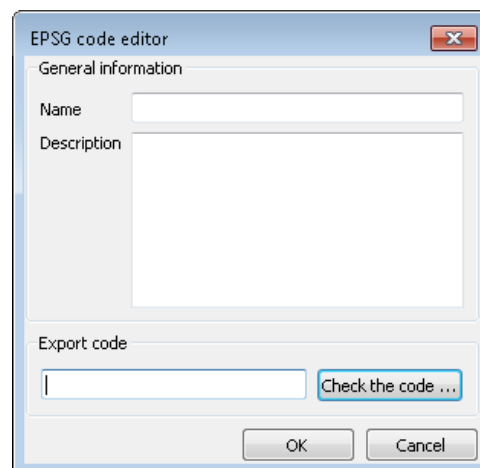 EPSG code editor
General information
Name
Description
Export code
Check the code ...
OK Cancel